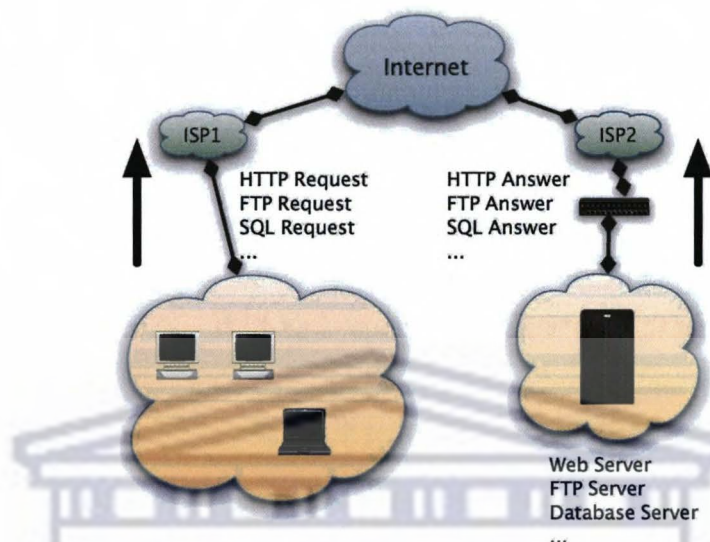 Internet
ISP1
ISP2
HTTP Request
FTP Request
SQL Request
...
HTTP Answer
FTP Answer
SQL Answer
...
Web Server
FTP Server
Database Server
...